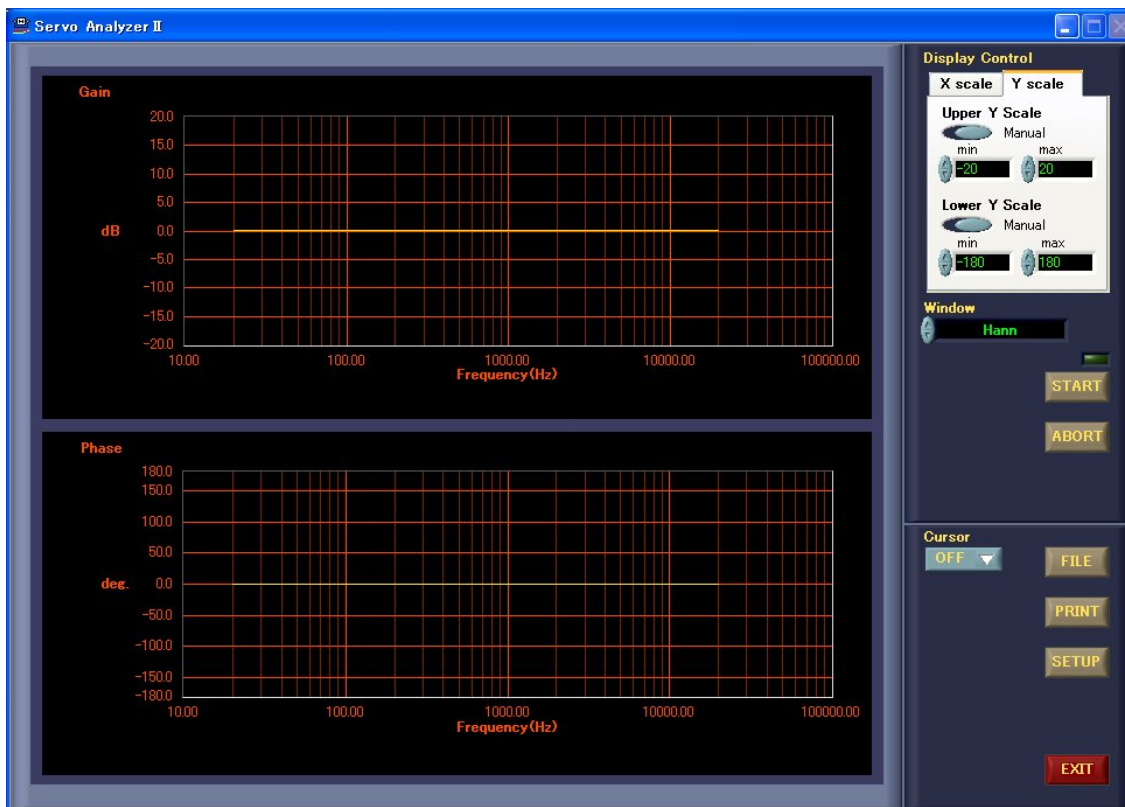 Servo Analyzer II
Gain
20.0
15.0
10.0
5.0
dB 0.0
-5.0
-10.0
-15.0
-20.0
10.00 100.00 1000.00 10000.00 100000.00
Frequency(Hz)
Phase
180.0
150.0
100.0
50.0
deg. 0.0
-50.0
-100.0
-150.0
-180.0
10.00 100.00 1000.00 10000.00 100000.00
Frequency(Hz)
Display Control
X scale Y scale
Upper Y Scale
Manual
min max
-20 20
Lower Y Scale
Manual
min max
-180 180
Window
Hann
START
ABORT
Cursor
OFF
FILE
PRINT
SETUP
EXIT